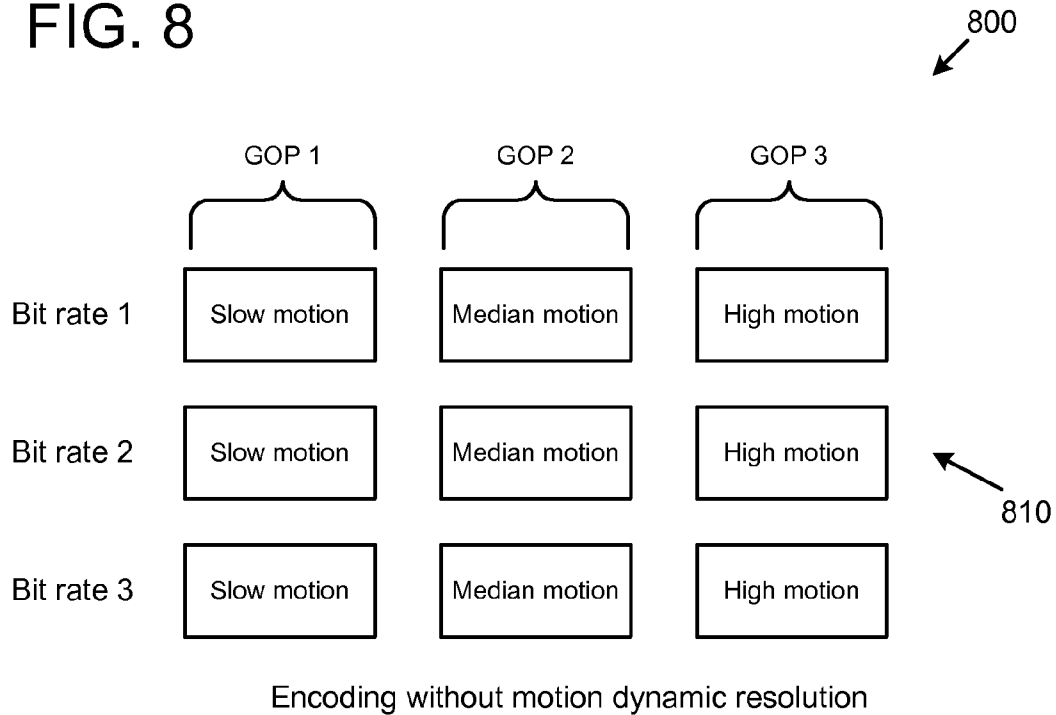 FIG. 8
800
GOP 1 GOP 2 GOP 3
Bit rate 1 Slow motion Median motion High motion
Bit rate 2 Slow motion Median motion High motion
810
Bit rate 3 Slow motion Median motion High motion
Encoding without motion dynamic resolution